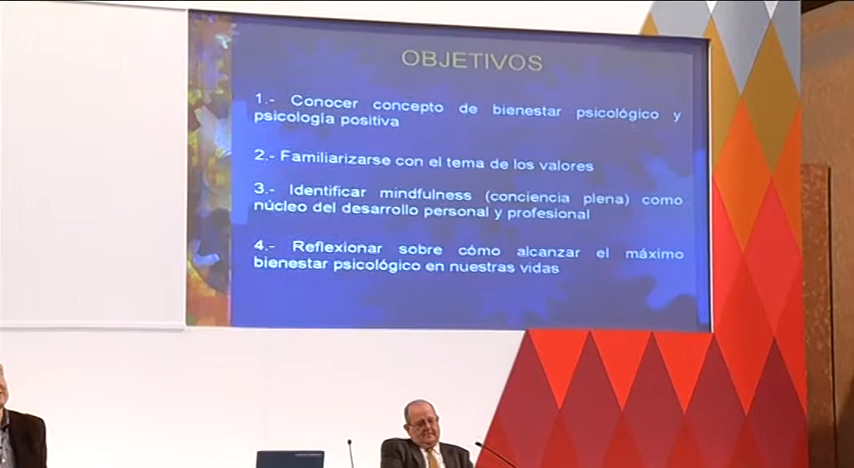 OBJETIVOS
1.- Conocer concepto de bienestar psicológico y
psicología positiva
2.- Familiarizarse con el tema de los valores
3.- Identificar mindfulness (conciencia plena) como
núcleo del desarrollo personal y profesional
4.- Reflexionar sobre cómo alcanzar el máximo
bienestar psicológico en nuestras vidas